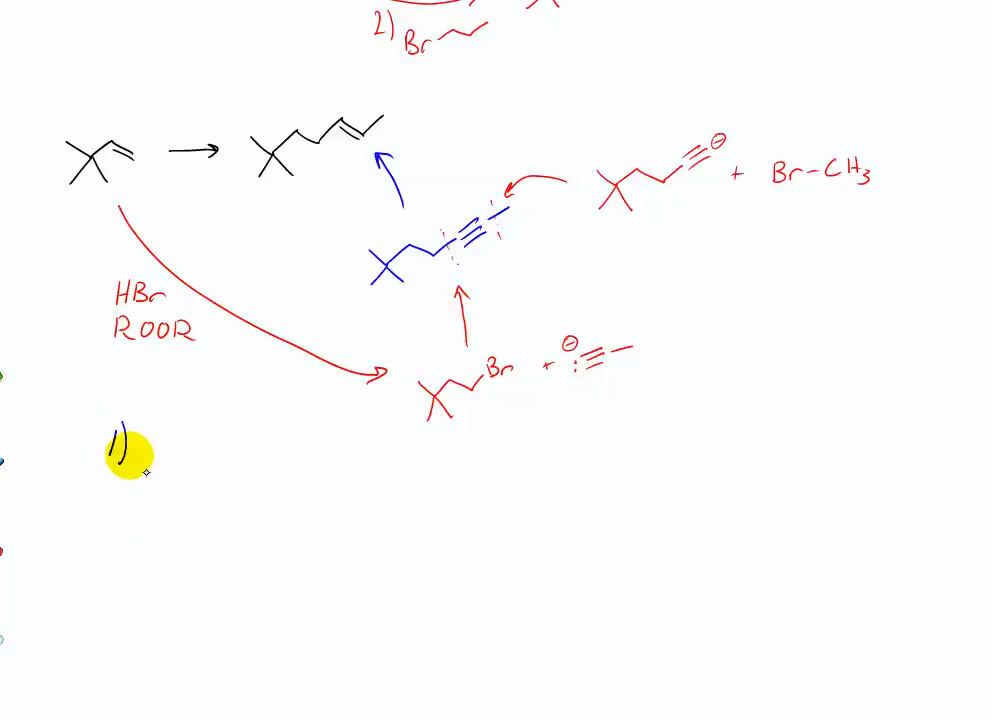 2) Br
⊖
+ Br-CH3
HBr
ROOR
Br + ⊖ :
1)